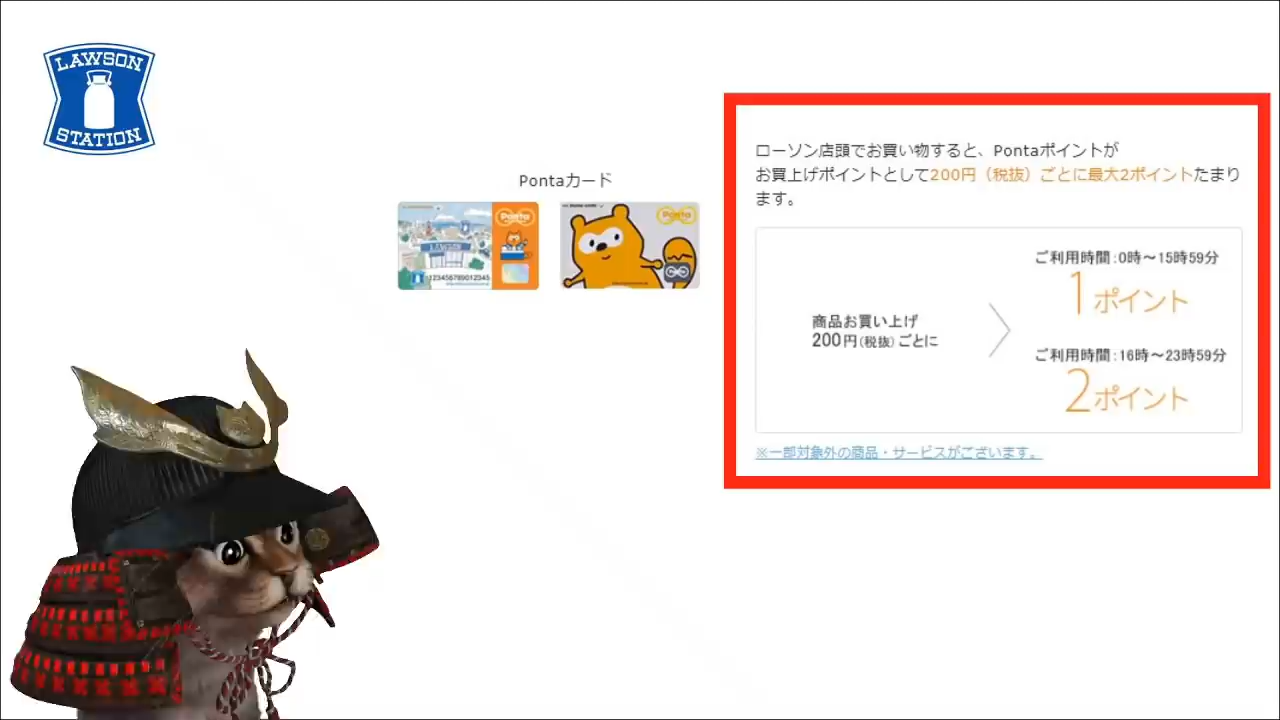 LAWSON
STATION
Pontaカード
Ponta
LAWSON
123456789012345
Ponta
ローソン店頭でお買い物すると、Pontaポイントが
お買上げポイントとして200円（税抜）ごとに最大2ポイントたまり
ます。
商品お買い上げ
200円(税抜)ごとに
ご利用時間：0時～15時59分
1ポイント
ご利用時間：16時～23時59分
2ポイント
※一部対象外の商品・サービスがございます。